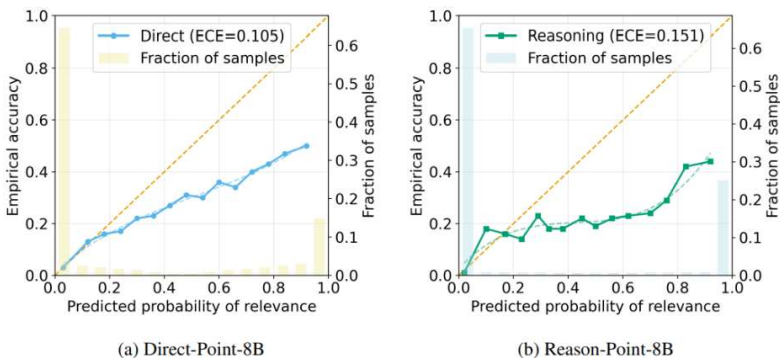 Direct (ECE=0.105)
Fraction of samples
Empirical accuracy
1.0
0.8
0.6
0.4
0.2
0.0
0.0 0.2 0.4 0.6 0.8 1.0
0.6
0.5
0.4
0.3
0.2
0.1
0.0
Fraction of samples
Predicted probability of relevance
(a) Direct-Point-8B
Reasoning (ECE=0.151)
Fraction of samples
Empirical accuracy
1.0
0.8
0.6
0.4
0.2
0.0
0.0 0.2 0.4 0.6 0.8 1.0
0.6
0.5
0.4
0.3
0.2
0.1
0.0
Fraction of samples
Predicted probability of relevance
(b) Reason-Point-8B